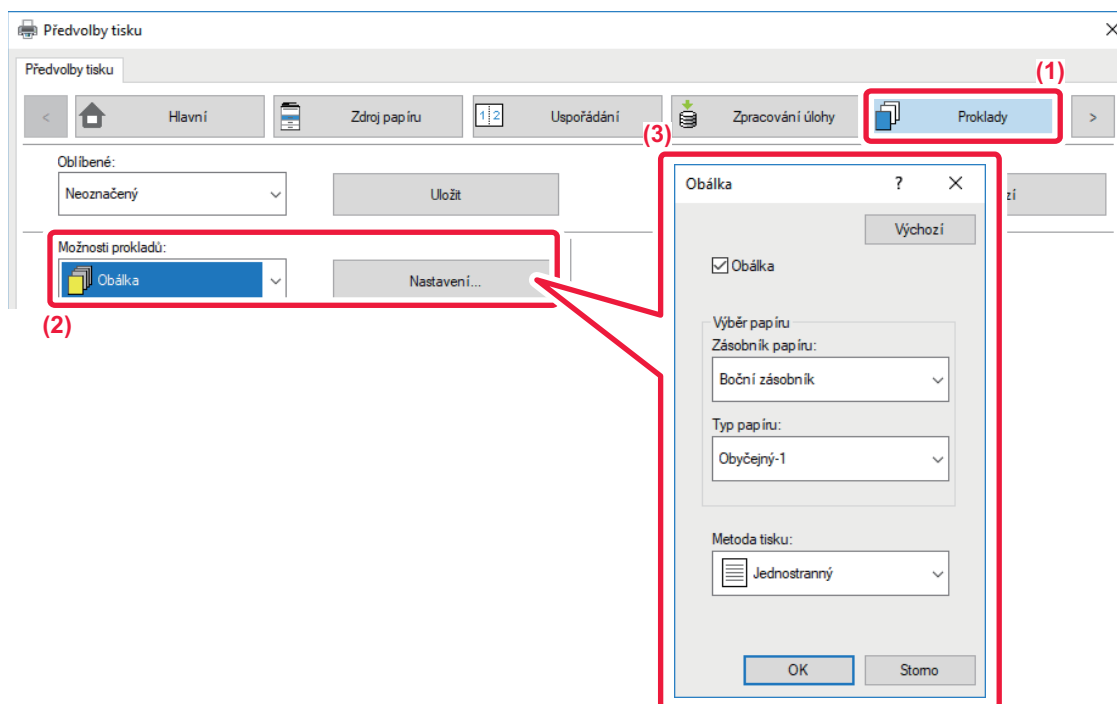 Předvolby tisku
Předvolby tisku
(1)
< Hlavní Zdroj papíru 1 2 Uspořádání Zpracování úlohy Proklady >
(3)
Oblíbené:
Neoznačený Uložit
Možnosti prokladů:
Obálka Nastavení...
(2)
Obálka ?
Výchozí
Obálka
Výběr papíru
Zásobník papíru:
Boční zásobník
Typ papíru:
Obyčejný-1
Metoda tisku:
Jednostranný
OK Storno